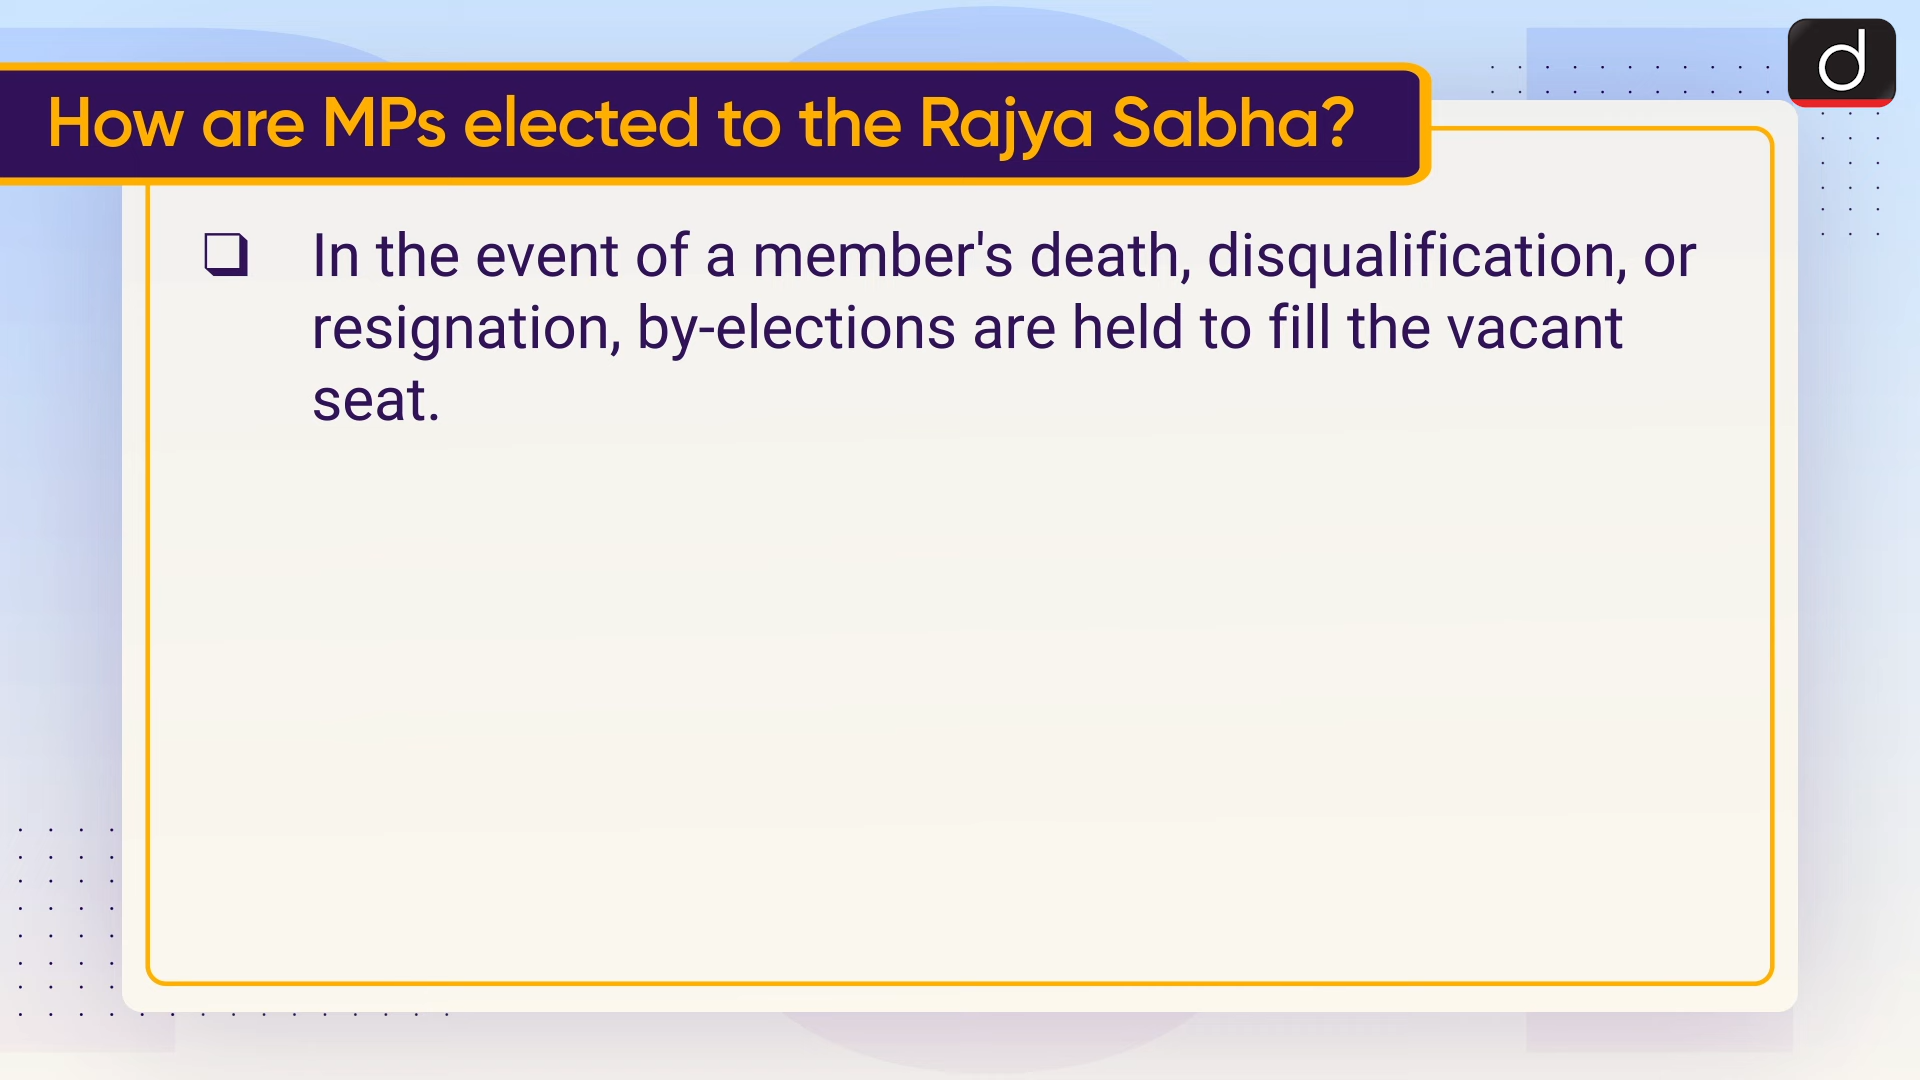 How are MPs elected to the Rajya Sabha?
d
❑ In the event of a member's death, disqualification, or
resignation, by-elections are held to fill the vacant
seat.